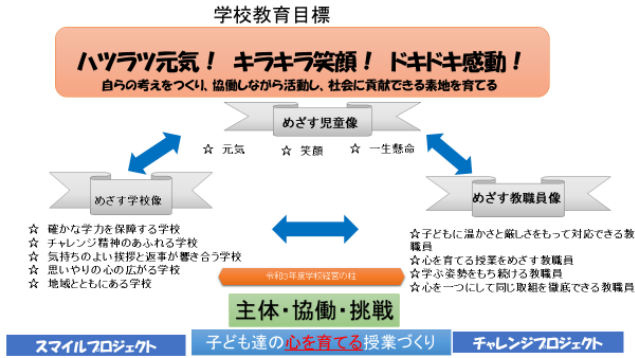 学校教育目標
ハツラツ元気! キラキラ笑顔! ドキドキ感動!
自らの考えをつくり、協働しながら活動し、社会に貢献できる素地を育てる
めざす児童像
☆ 元気 ☆ 笑顔 ☆ 一生懸命
めざす学校像
☆ 確かな学力を保障する学校
☆ チャレンジ精神のあふれる学校
☆ 気持ちのよい挨拶と返事が響き合う学校
☆ 思いやりの心の広がる学校
☆ 地域とともにある学校
めざす教職員像
☆子どもに温かさと厳しさをもって対応できる教
職員
☆心を育てる授業をめざす教職員
☆学ぶ姿勢をもち続ける教職員
☆心を一つにして同じ取組を徹底できる教職員
年度学校経営の柱
主体・協働・挑戦
スマイルプロジェクト
子ども達の心を育てる授業づくり
チャレンジプロジェクト